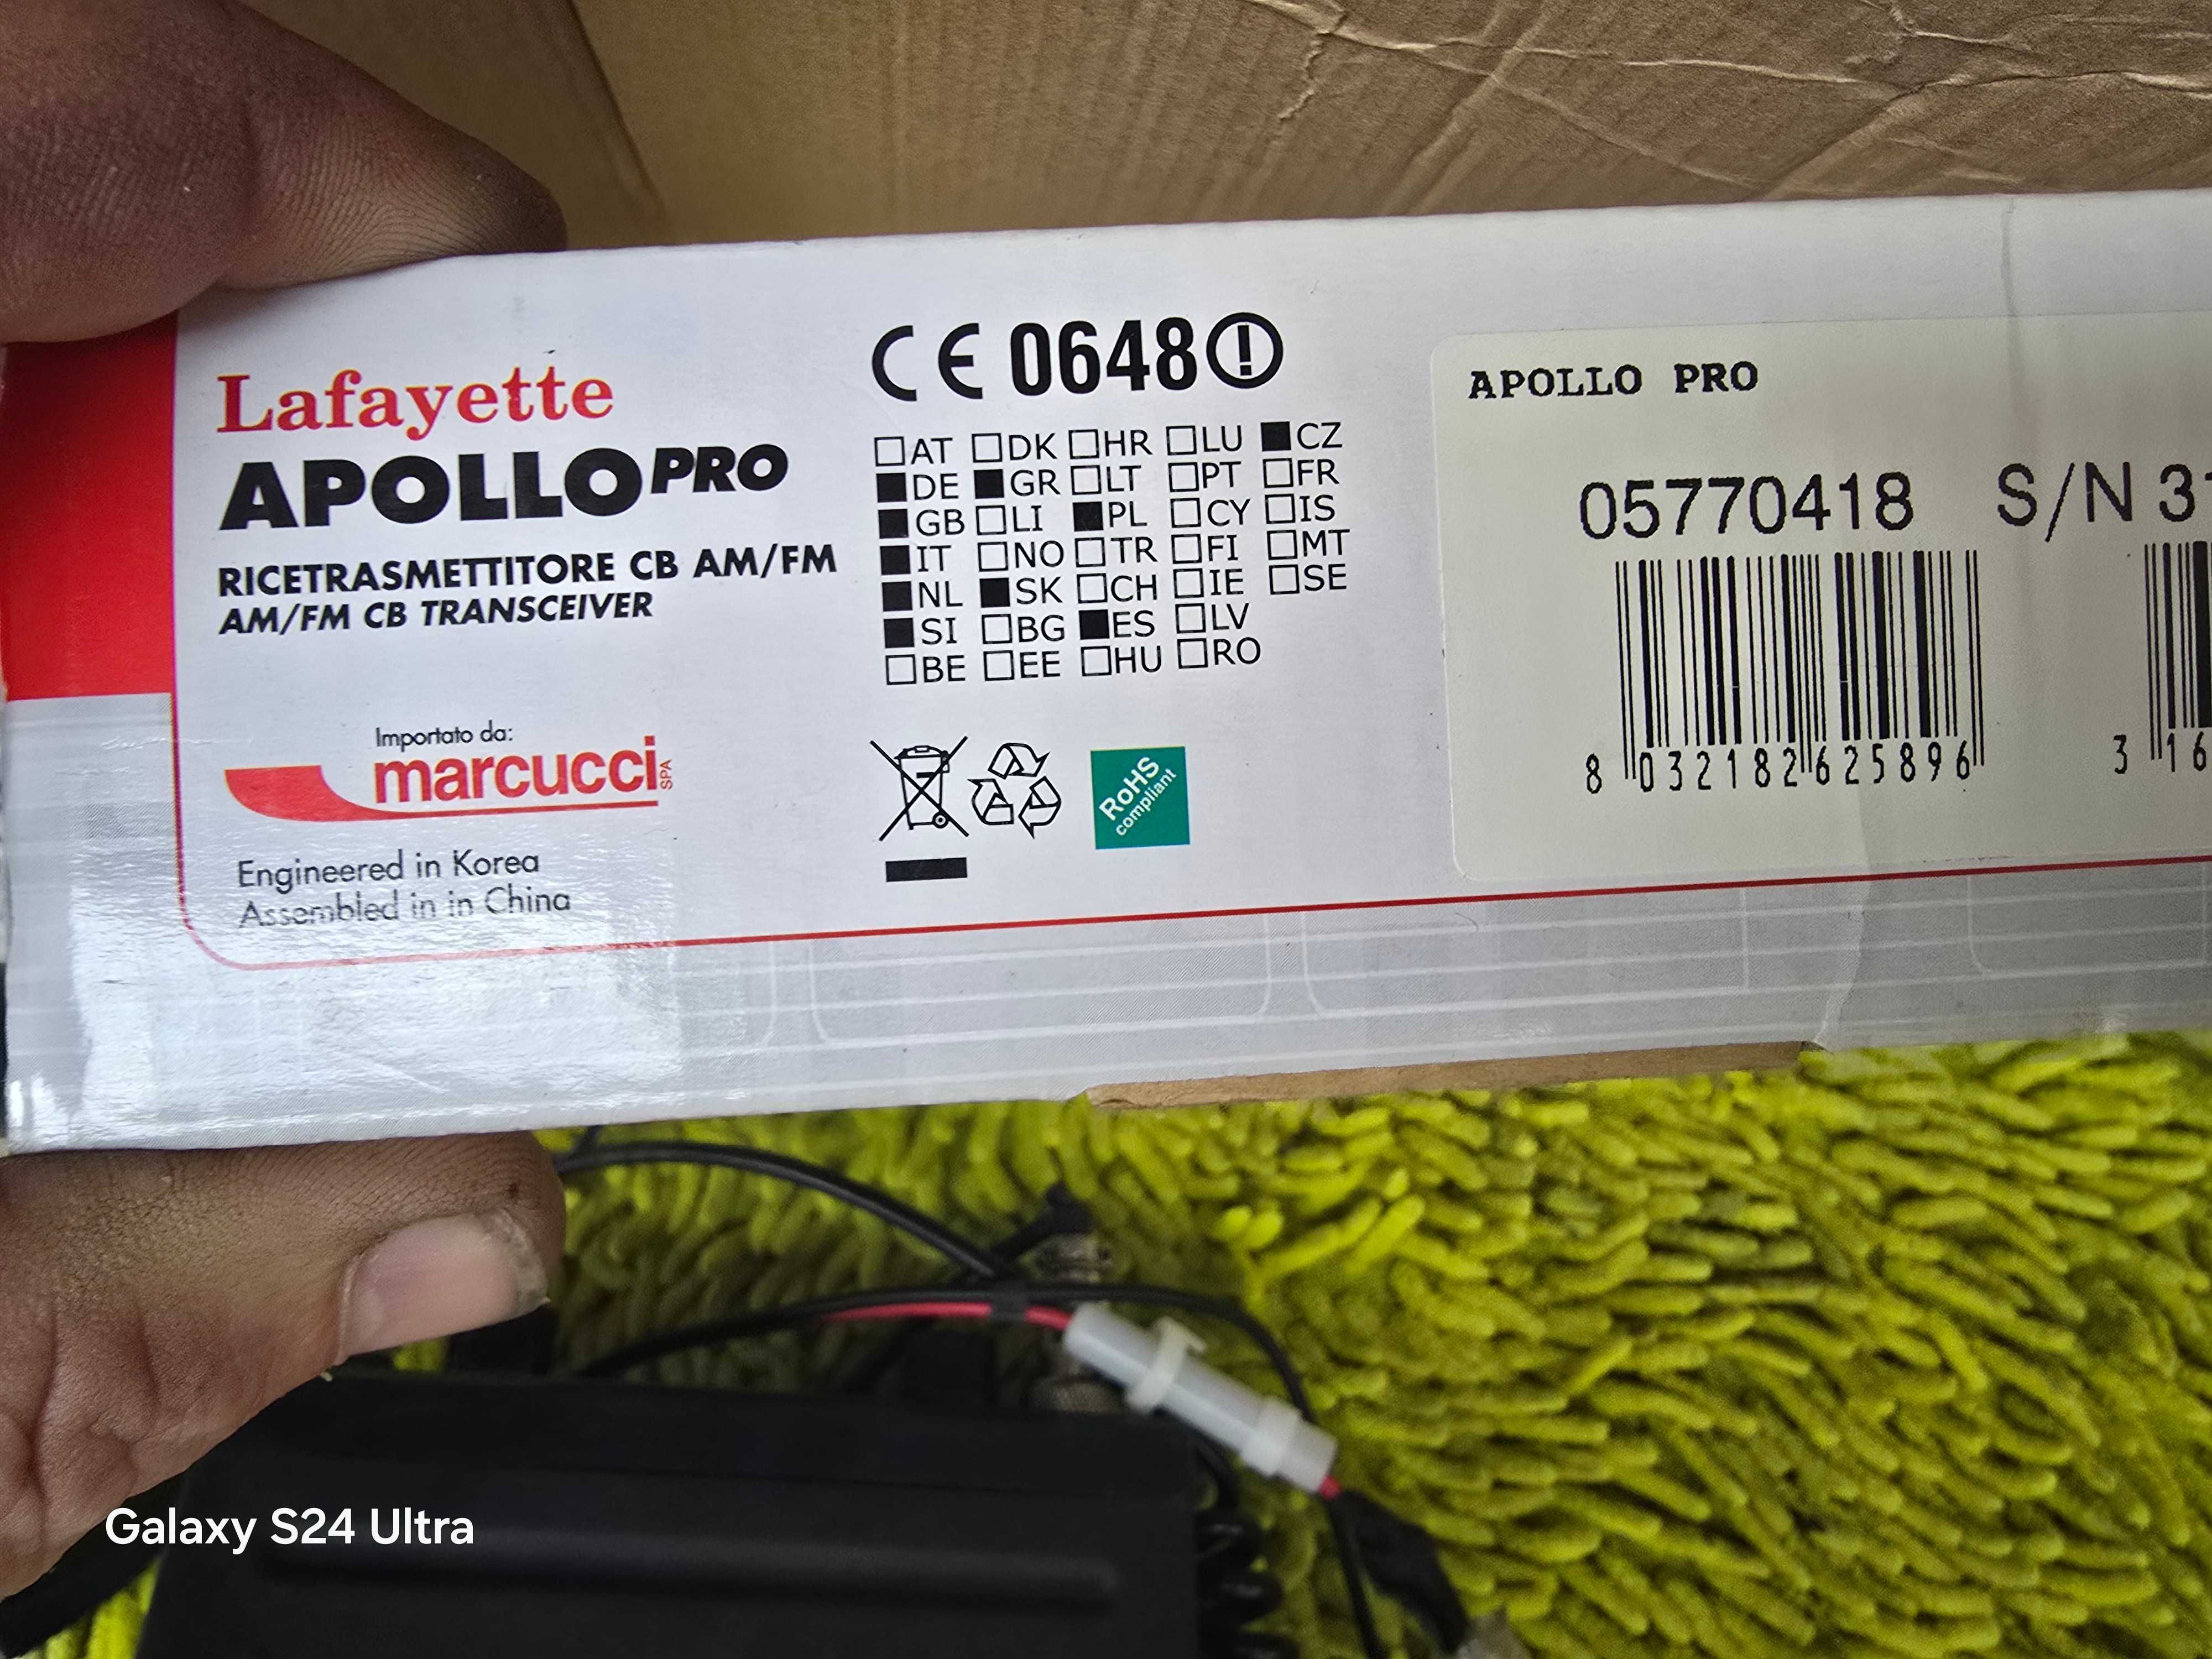 Lafayette
APOLLO PRO
RICETRASMETTITORE CB AM/FM
AM/FM CB TRANSCEIVER
Importato da:
marcucci SPA
Engineered in Korea
Assembled in in China
CE 0648
AT DK HR LU CZ
DE GR LT PT FR
GB LI PL CY IS
IT NO TR FI MT
NL SK CH IE SE
SI BG ES LV
BE EE HU RO
RoHS
compliant
APOLLO PRO
05770418 S/N 31
8 032182 625896
3 16
Galaxy S24 Ultra